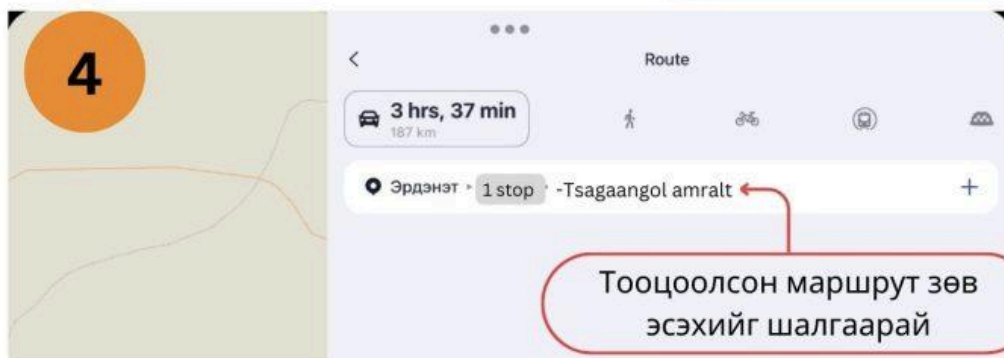 4
Route
3 hrs, 37 min
187 km
Эрдэнэт ‣ 1 stop ‣ -Tsagaangol amralt
Тооцоолсон маршрут зөв
эсэхийг шалгаарай